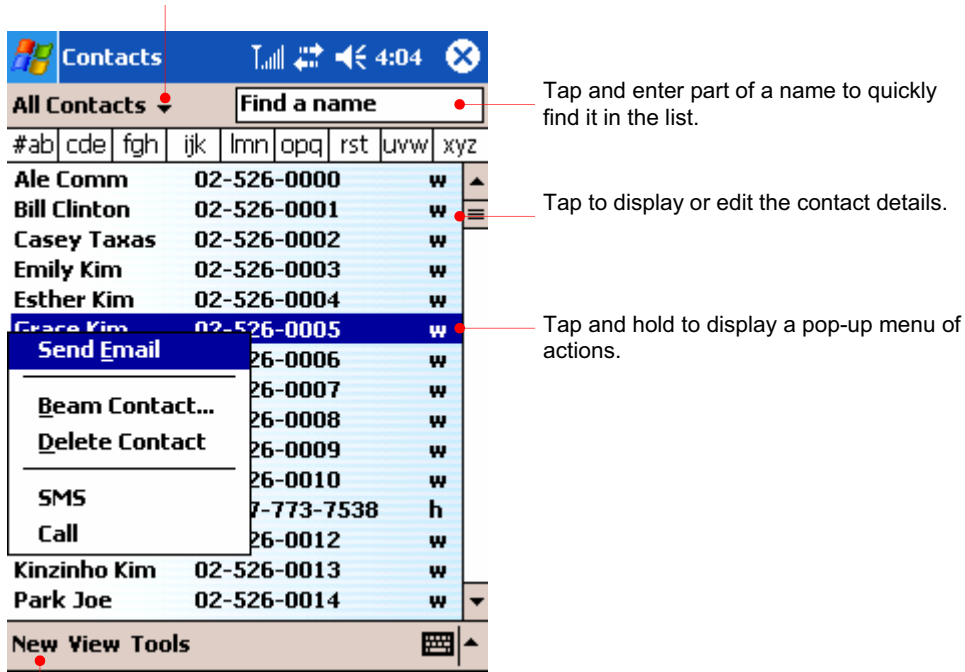 Contacts 4:04
All Contacts Find a name
#ab cde fgh ijk lmn opq rst uvw xyz
Ale Comm 02-526-0000 w
Bill Clinton 02-526-0001 w
Casey Taxas 02-526-0002 w
Emily Kim 02-526-0003 w
Esther Kim 02-526-0004 w
Grace Kim 02-526-0005 w
Send Email 26-0006 w
26-0007 w
Beam Contact... 26-0008 w
Delete Contact 26-0009 w
26-0010 w
SMS 7-773-7538 h
Call 26-0012 w
Kinzinho Kim 02-526-0013 w
Park Joe 02-526-0014 w
New View Tools
Tap and enter part of a name to quickly
find it in the list.
Tap to display or edit the contact details.
Tap and hold to display a pop-up menu of
actions.